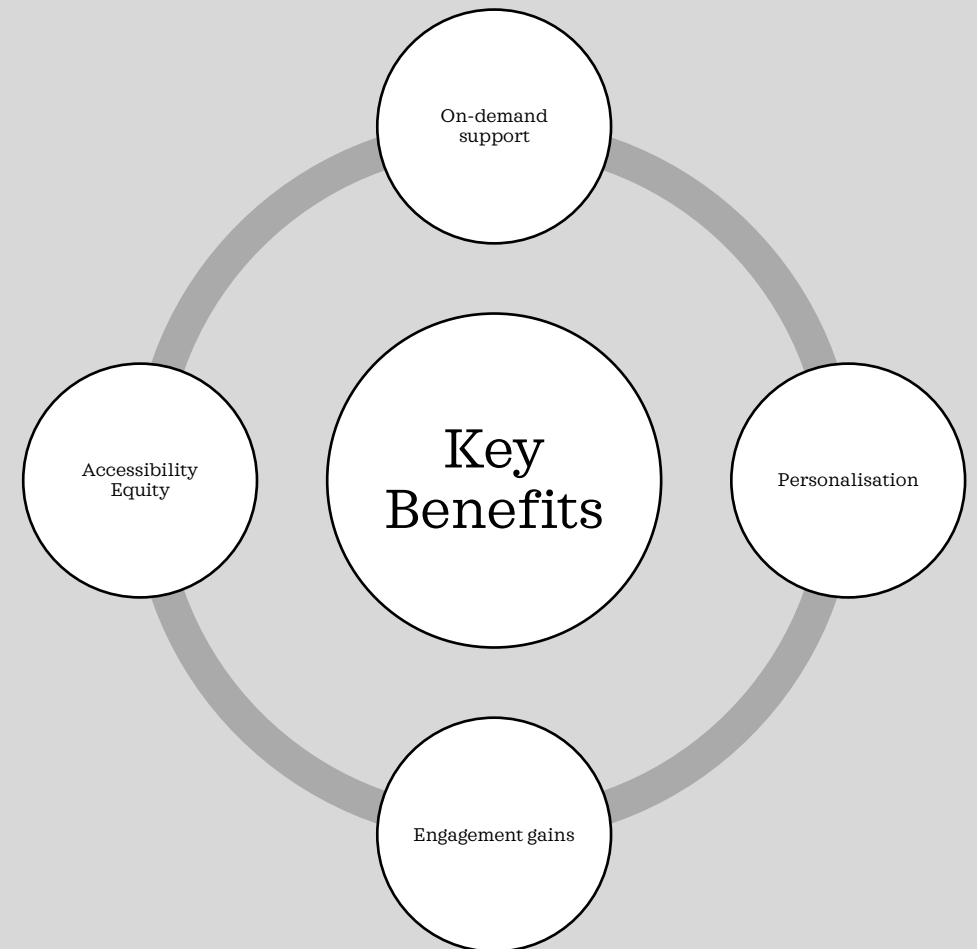 On-demand
support
Accessibility
Equity
Key
Benefits
Personalisation
Engagement gains